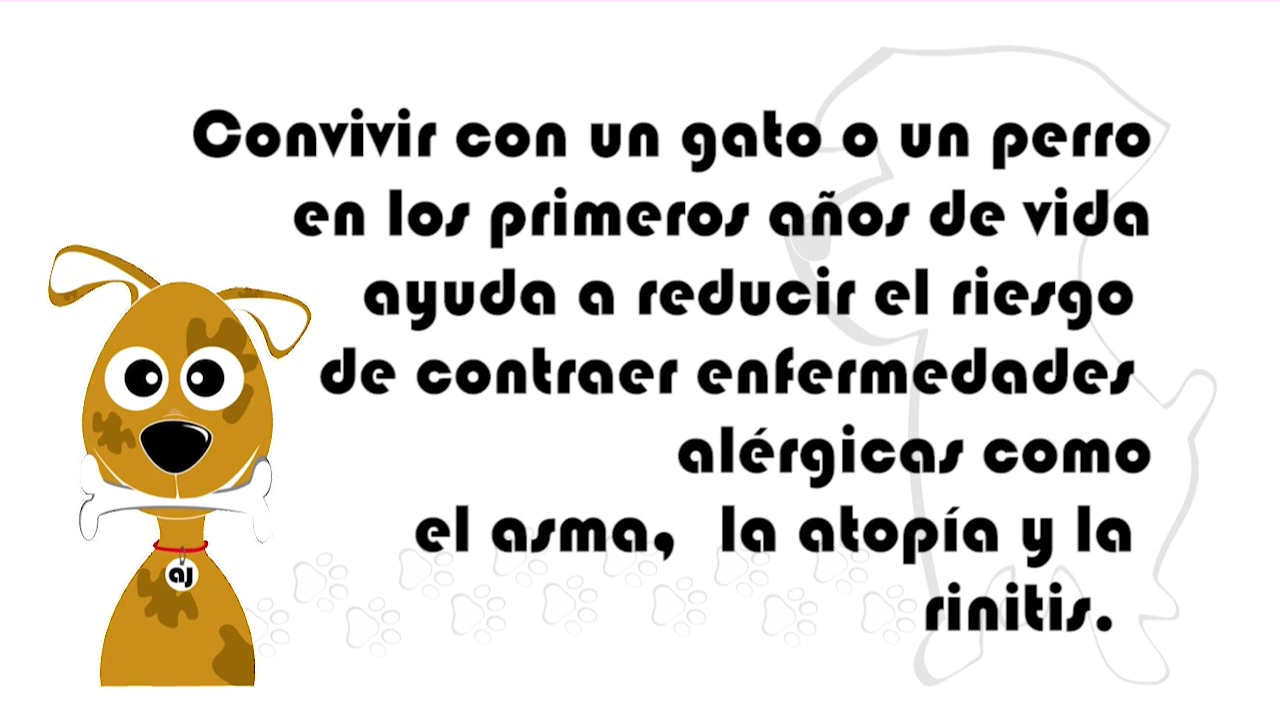 Convivir con un gato o un perro
en los primeros años de vida
ayuda a reducir el riesgo
de contraer enfermedades
alérgicas como
el asma, la atopía y la
rinitis.
aj